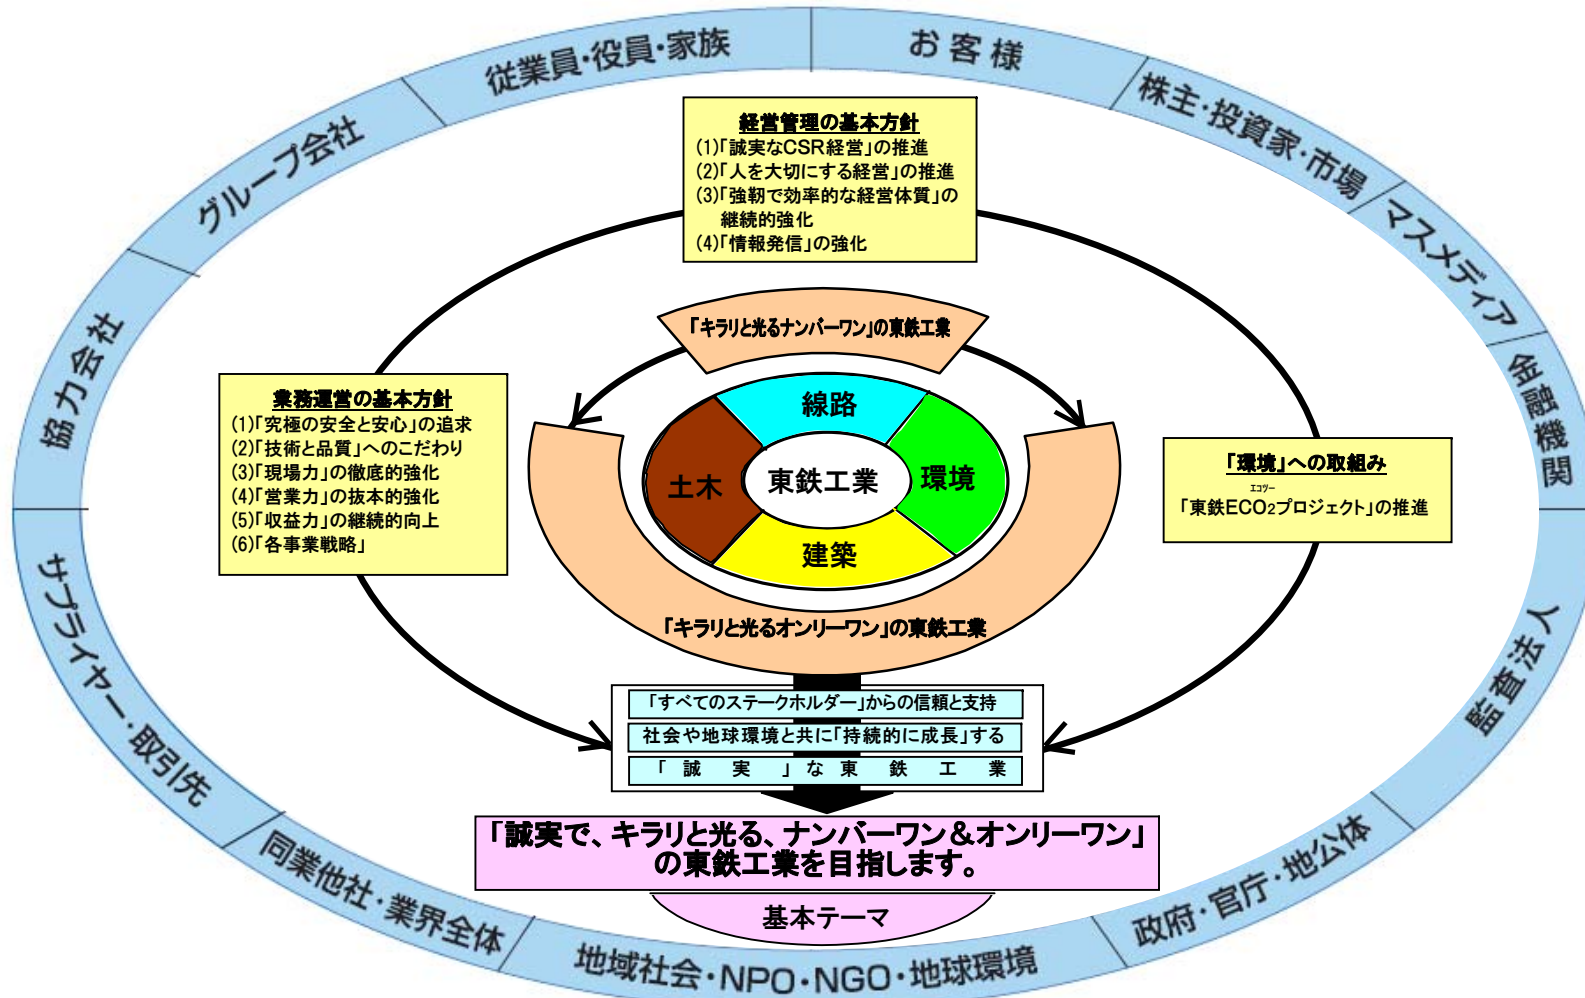 従業員・役員・家族
お客様
株主・投資家・市場
マスメディア
金融機関
監査法人
政府・官庁・地公体
地域社会・NPO・NGO・地球環境
同業他社・業界全体
サプライヤー・取引先
協力会社
グループ会社
経営管理の基本方針
(1)「誠実なCSR経営」の推進
(2)「人を大切にする経営」の推進
(3)「強靭で効率的な経営体質」の
継続的強化
(4)「情報発信」の強化
「キラリと光るナンバーワン」の東鉄工業
業務運営の基本方針
(1)「究極の安全と安心」の追求
(2)「技術と品質」へのこだわり
(3)「現場力」の徹底的強化
(4)「営業力」の抜本的強化
(5)「収益力」の継続的向上
(6)「各事業戦略」
線路
土木
東鉄工業
環境
建築
「環境」への取組み
エコツー
「東鉄ECO₂プロジェクト」の推進
「キラリと光るオンリーワン」の東鉄工業
「すべてのステークホルダー」からの信頼と支持
社会や地球環境と共に「持続的に成長」する
「誠実」な東鉄工業
「誠実で、キラリと光る、ナンバーワン＆オンリーワン」
の東鉄工業を目指します。
基本テーマ